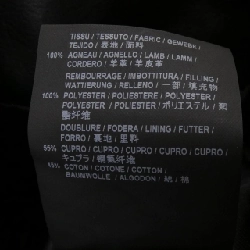 TISSU / TESSUTO / FABRIC / GEWEBE /
TEJIDO / 表地 / 面料
100% AGNEAU / AGNELLO / LAMB / LAMM /
CORDERO / 羊革 / 羊皮革
REMBOURRAGE / IMBOTTITURA / FILLING /
WATTIERUNG / RELLENO / 一部 / 填充物
100% POLYESTER / POLIESTERE / POLYESTER /
POLYESTER / POLIESTER / ポリエステル / 聚
酯纤维
DOUBLURE / FODERA / LINING / FUTTER /
FORRO / 裏地 / 里料
55% CUPRO / CUPRO / CUPRO / CUPRO / CUPRO /
キュプラ / 铜氨纤维
45% COTON / COTONE / COTTON /
BAUMWOLLE / ALGODON / 綿 / 棉